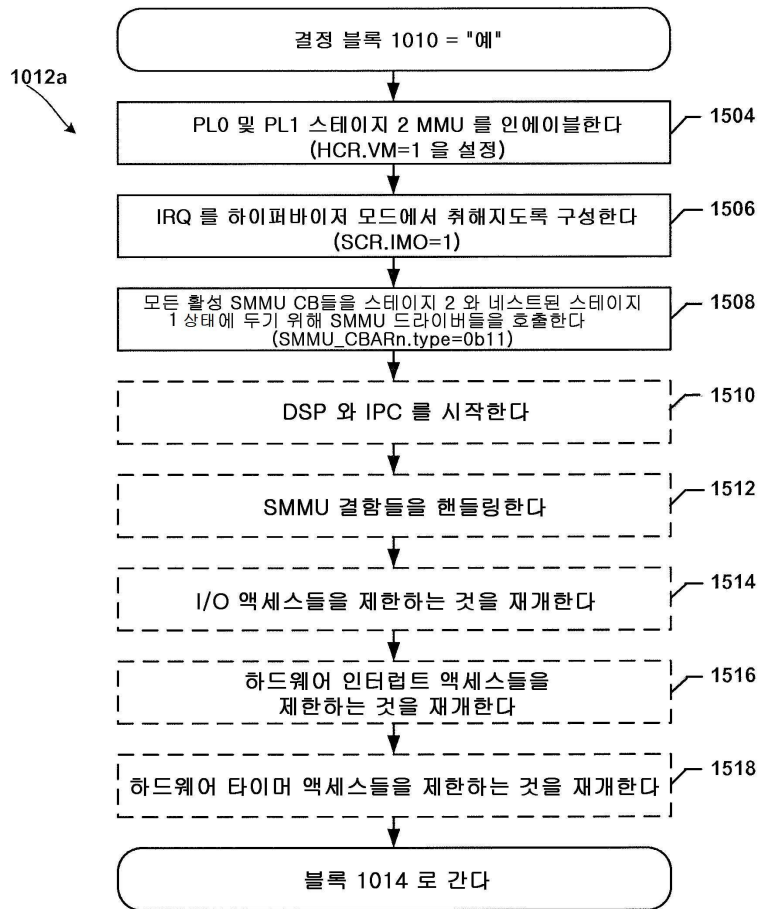 결정 블록 1010 = "예"
1012a
PL0 및 PL1 스테이지 2 MMU 를 인에이블한다
(HCR.VM=1 을 설정)
1504
IRQ 를 하이퍼바이저 모드에서 취해지도록 구성한다
(SCR.IMO=1)
1506
모든 활성 SMMU CB들을 스테이지 2 와 네스트된 스테이지
1 상태에 두기 위해 SMMU 드라이버들을 호출한다
(SMMU_CBARn.type=0b11)
1508
DSP 와 IPC 를 시작한다
1510
SMMU 결함들을 핸들링한다
1512
I/O 액세스들을 제한하는 것을 재개한다
1514
하드웨어 인터럽트 액세스들을
제한하는 것을 재개한다
1516
하드웨어 타이머 액세스들을 제한하는 것을 재개한다
1518
블록 1014 로 간다